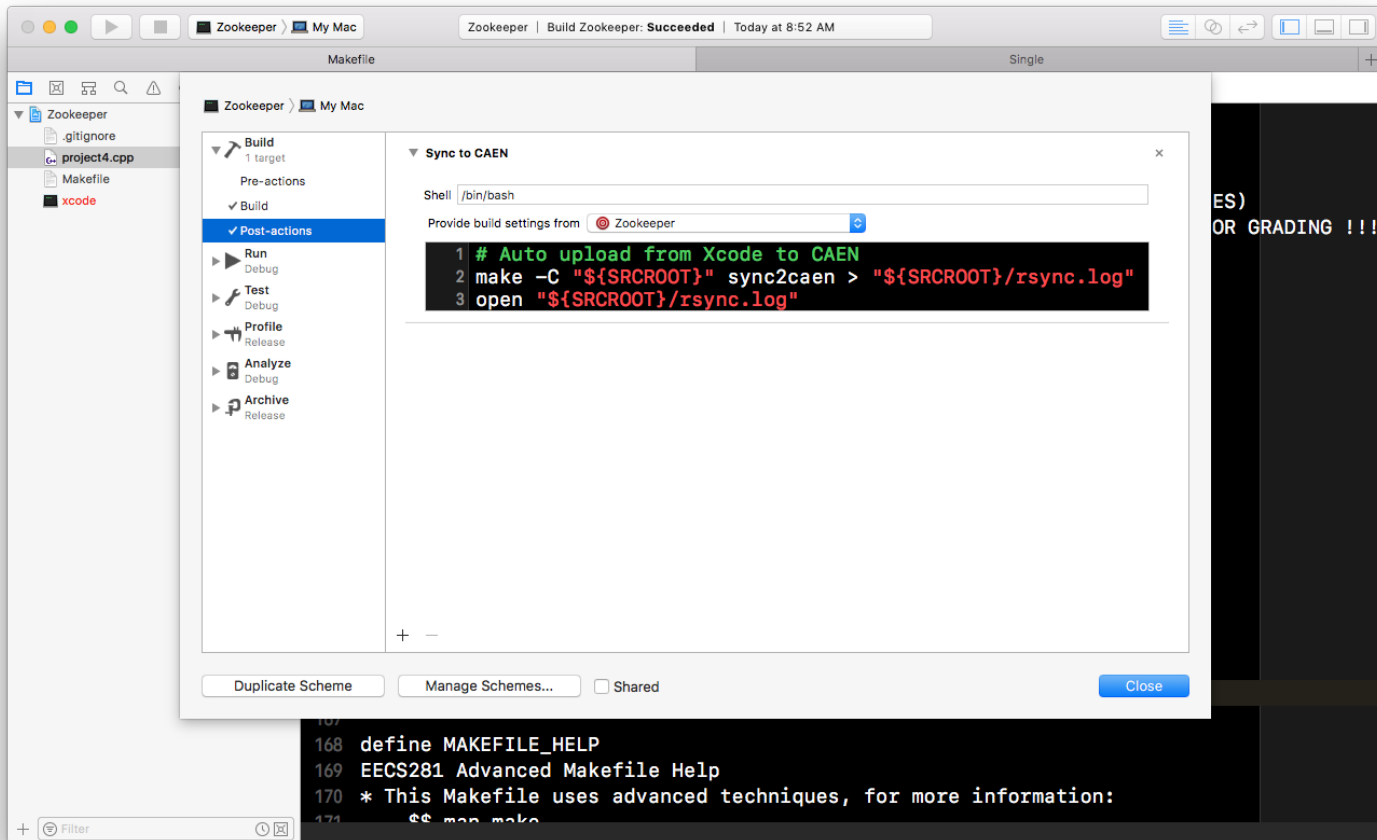 Zookeeper 〉 My Mac
Zookeeper | Build Zookeeper: Succeeded | Today at 8:52 AM
Makefile
Single
Zookeeper
.gitignore
project4.cpp
Makefile
xcode
Zookeeper 〉 My Mac
Build
1 target
Pre-actions
Build
Post-actions
Run
Debug
Test
Debug
Profile
Release
Analyze
Debug
Archive
Release
Sync to CAEN
Shell /bin/bash
Provide build settings from Zookeeper
1 # Auto upload from Xcode to CAEN
2 make -C "${SRCROOT}" sync2caen > "${SRCROOT}/rsync.log"
3 open "${SRCROOT}/rsync.log"
Duplicate Scheme
Manage Schemes...
Shared
Close
ES)
OR GRADING !!!
167
168 define MAKEFILE_HELP
169 EECS281 Advanced Makefile Help
170 * This Makefile uses advanced techniques, for more information:
171 $$ man make
Filter